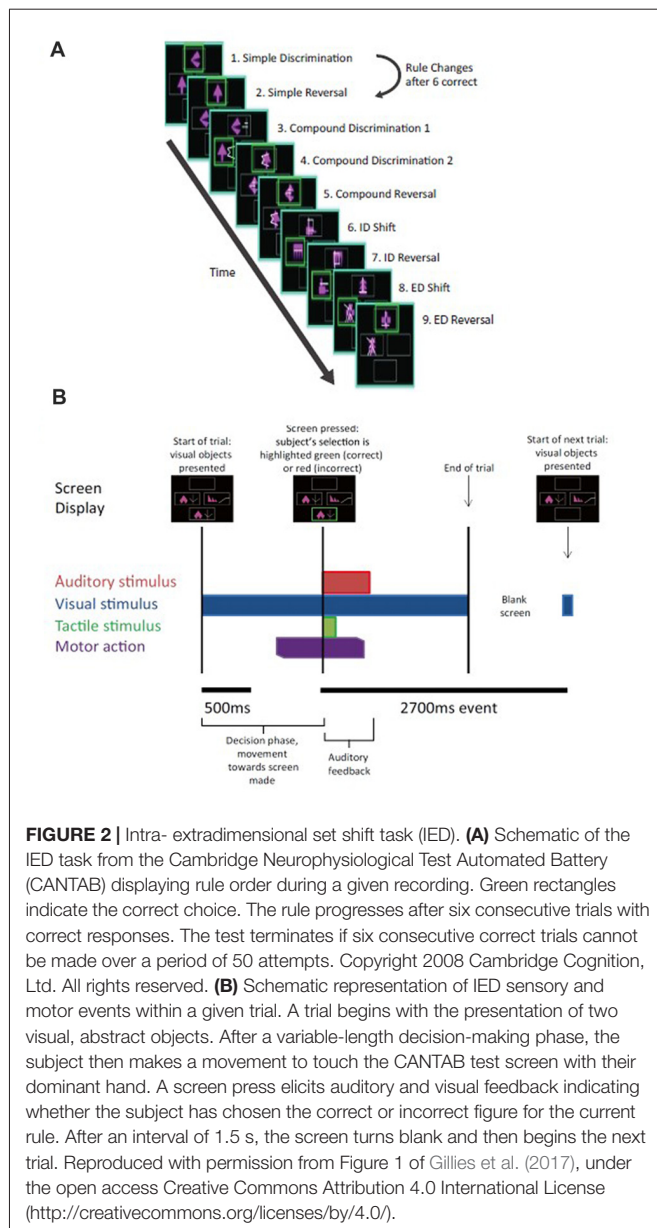 A
1. Simple Discrimination
Rule Changes
after 6 correct
2. Simple Reversal
3. Compound Discrimination 1
4. Compound Discrimination 2
5. Compound Reversal
6. ID Shift
7. ID Reversal
Time
8. ED Shift
9. ED Reversal
B
Start of trial:
visual objects
presented
Screen pressed:
subject's selection is
highlighted green (correct)
or red (incorrect)
End of trial
Start of next trial:
visual objects
presented
Screen
Display
Auditory stimulus
Visual stimulus
Tactile stimulus
Motor action
Blank
screen
500ms
2700ms event
Decision phase,
movement
towards screen
made
Auditory
feedback
FIGURE 2 | Intra- extradimensional set shift task (IED). (A) Schematic of the
IED task from the Cambridge Neurophysiological Test Automated Battery
(CANTAB) displaying rule order during a given recording. Green rectangles
indicate the correct choice. The rule progresses after six consecutive trials with
correct responses. The test terminates if six consecutive correct trials cannot
be made over a period of 50 attempts. Copyright 2008 Cambridge Cognition,
Ltd. All rights reserved. (B) Schematic representation of IED sensory and
motor events within a given trial. A trial begins with the presentation of two
visual, abstract objects. After a variable-length decision-making phase, the
subject then makes a movement to touch the CANTAB test screen with their
dominant hand. A screen press elicits auditory and visual feedback indicating
whether the subject has chosen the correct or incorrect figure for the current
rule. After an interval of 1.5 s, the screen turns blank and then begins the next
trial. Reproduced with permission from Figure 1 of Gillies et al. (2017), under
the open access Creative Commons Attribution 4.0 International License
(http://creativecommons.org/licenses/by/4.0/).